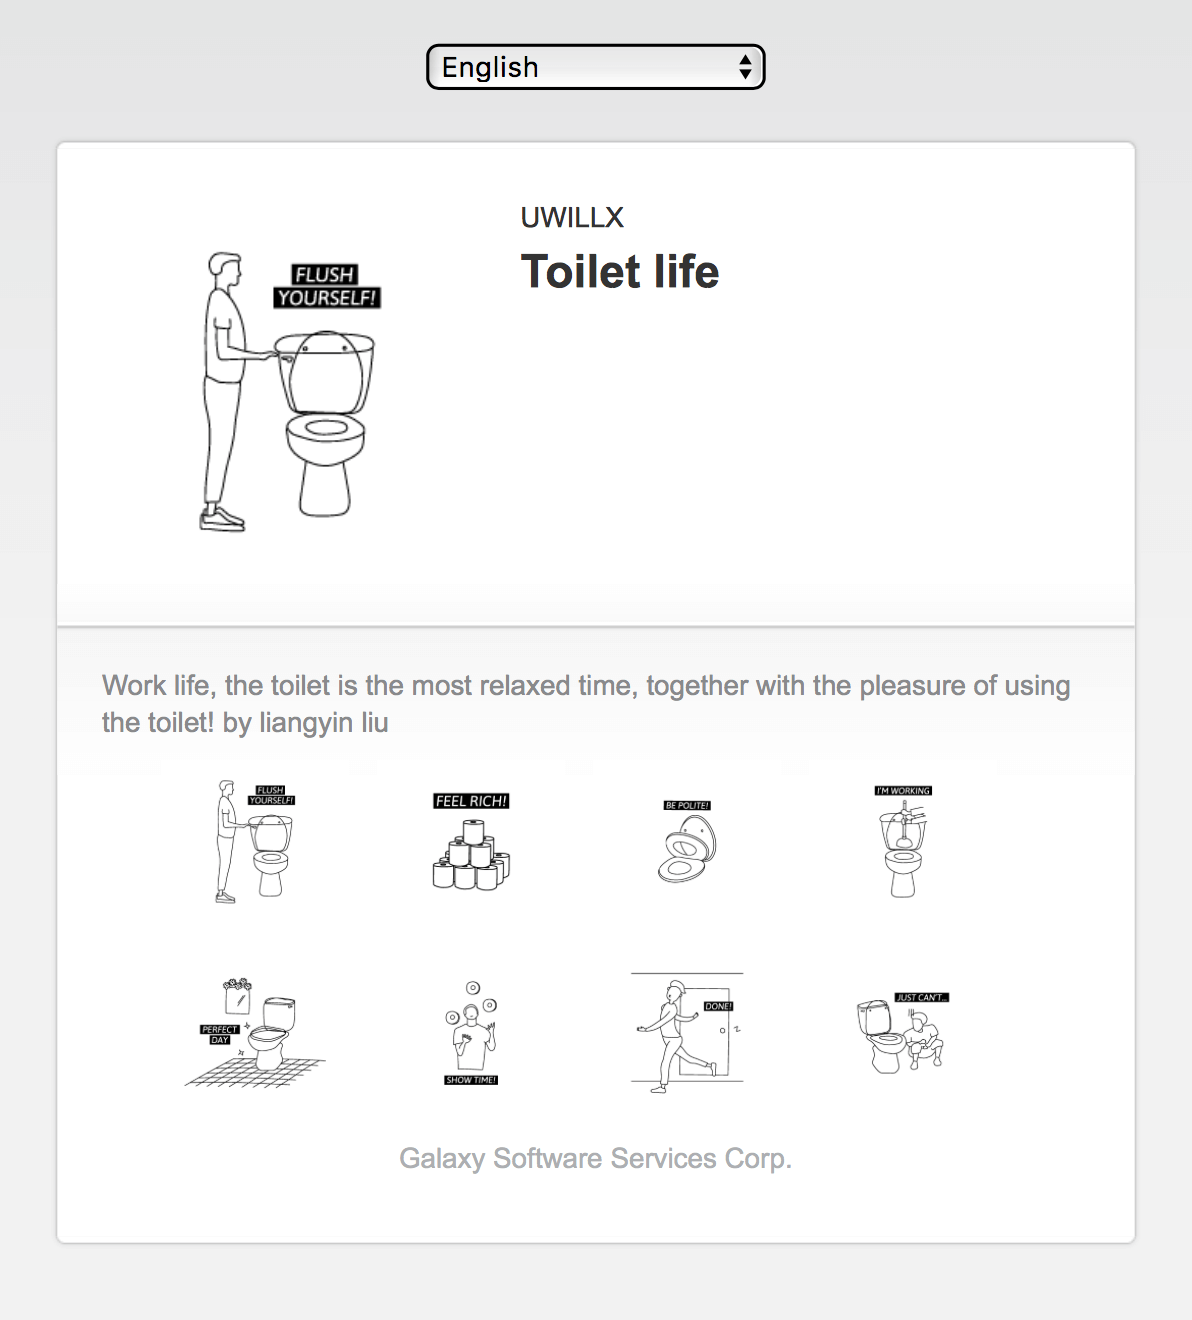 English
UWILLX
Toilet life
FLUSH
YOURSELF!
Work life, the toilet is the most relaxed time, together with the pleasure of using
the toilet! by liangyin liu
FLUSH
YOURSELF!
FEEL RICH!
BE POLITE!
I'M WORKING
PERFECT
DAY
SHOW TIME!
DONE!
JUST CAN'T...
Galaxy Software Services Corp.